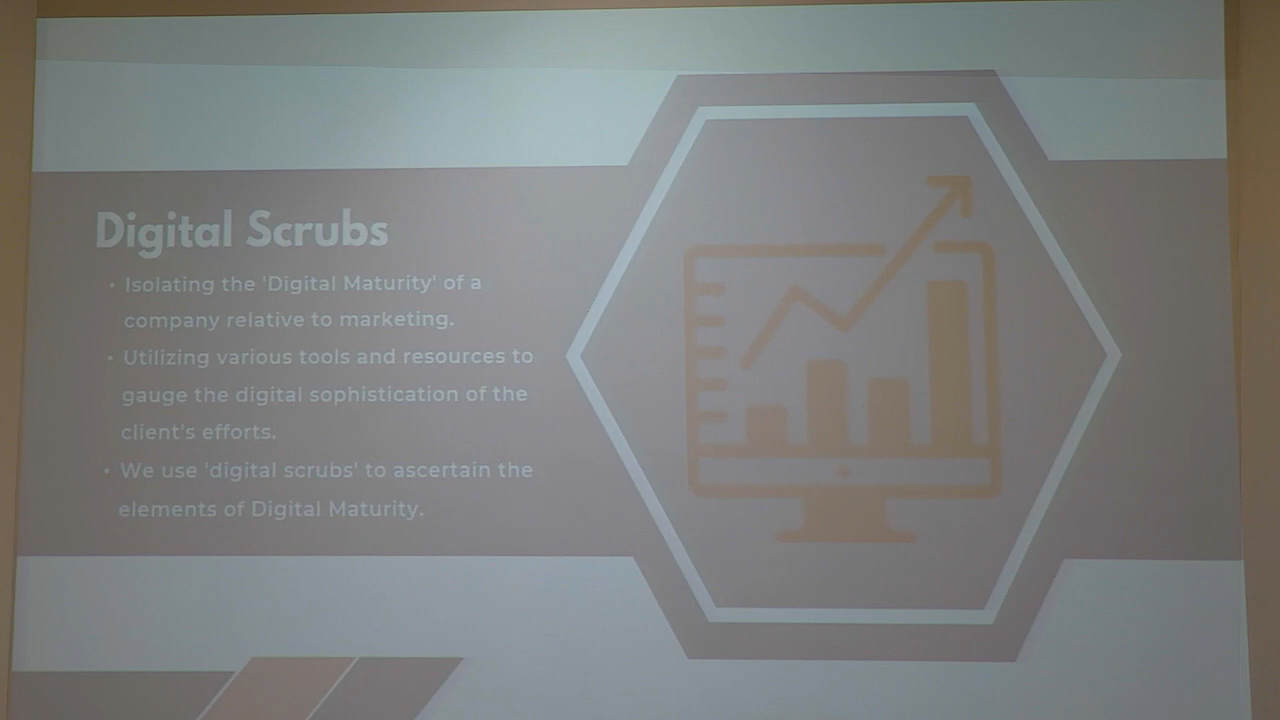 Digital Scrubs
• Isolating the 'Digital Maturity' of a
company relative to marketing.
• Utilizing various tools and resources to
gauge the digital sophistication of the
client's efforts.
• We use 'digital scrubs' to ascertain the
elements of Digital Maturity.